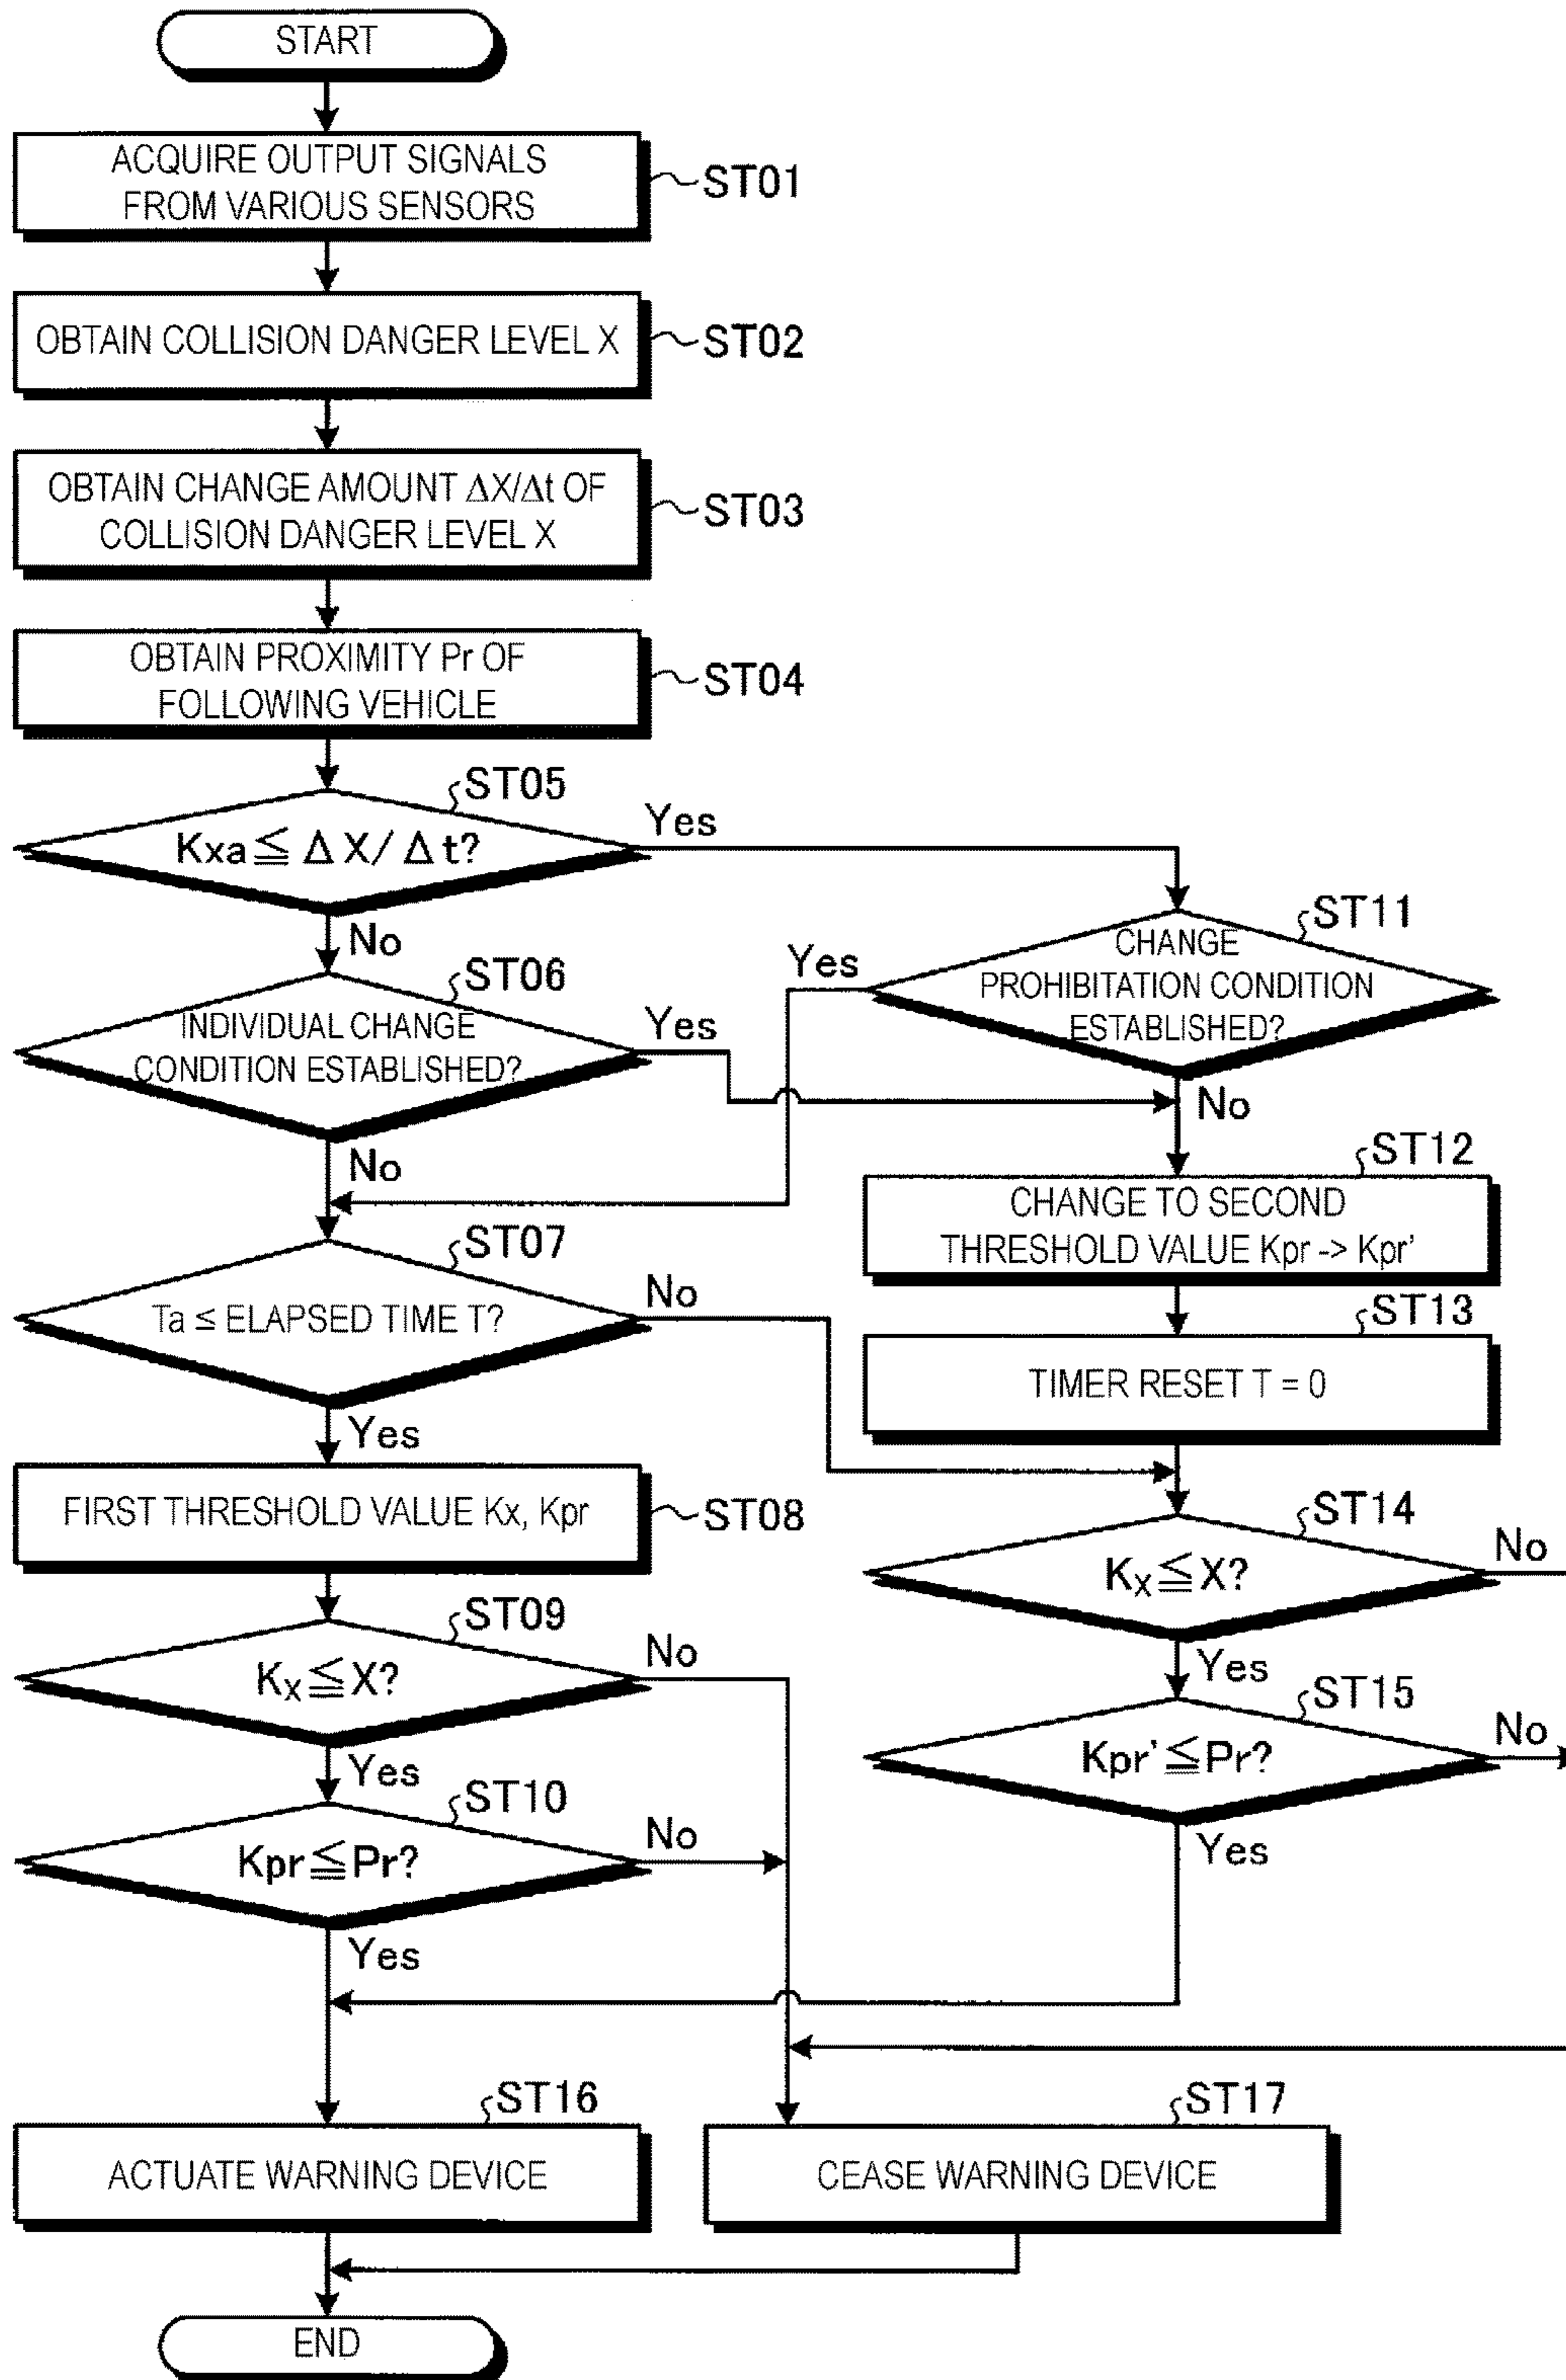 START
ACQUIRE OUTPUT SIGNALS
FROM VARIOUS SENSORS
ST01
OBTAIN COLLISION DANGER LEVEL X
ST02
OBTAIN CHANGE AMOUNT ΔX/Δt OF
COLLISION DANGER LEVEL X
ST03
OBTAIN PROXIMITY Pr OF
FOLLOWING VEHICLE
ST04
ST05
Kxa ≦ ΔX/Δt?
Yes
No
ST11
CHANGE
PROHIBITATION CONDITION
ESTABLISHED?
Yes
No
ST06
INDIVIDUAL CHANGE
CONDITION ESTABLISHED?
Yes
No
ST12
CHANGE TO SECOND
THRESHOLD VALUE Kpr -> Kpr'
ST07
Ta ≤ ELAPSED TIME T?
No
Yes
ST13
TIMER RESET T = 0
FIRST THRESHOLD VALUE Kx, Kpr
ST08
ST14
Kx≦X?
No
Yes
ST09
Kx≦X?
No
Yes
ST15
Kpr'≦Pr?
No
Yes
ST10
Kpr≦Pr?
No
Yes
ST16
ACTUATE WARNING DEVICE
ST17
CEASE WARNING DEVICE
END